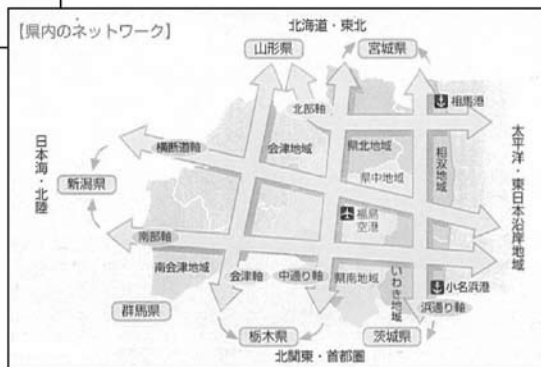 【県内のネットワーク】
北海道・東北
山形県
宮城県
北部軸
相馬港
会津地域
県北地域
横断道軸
相双地域
県中地域
日本海・北陸
新潟県
太平洋・東日本沿岸地域
福島
空港
南部軸
南会津地域
会津軸
中通り軸
県南地域
いわき地域
小名浜港
浜通り軸
群馬県
栃木県
茨城県
北関東・首都圏